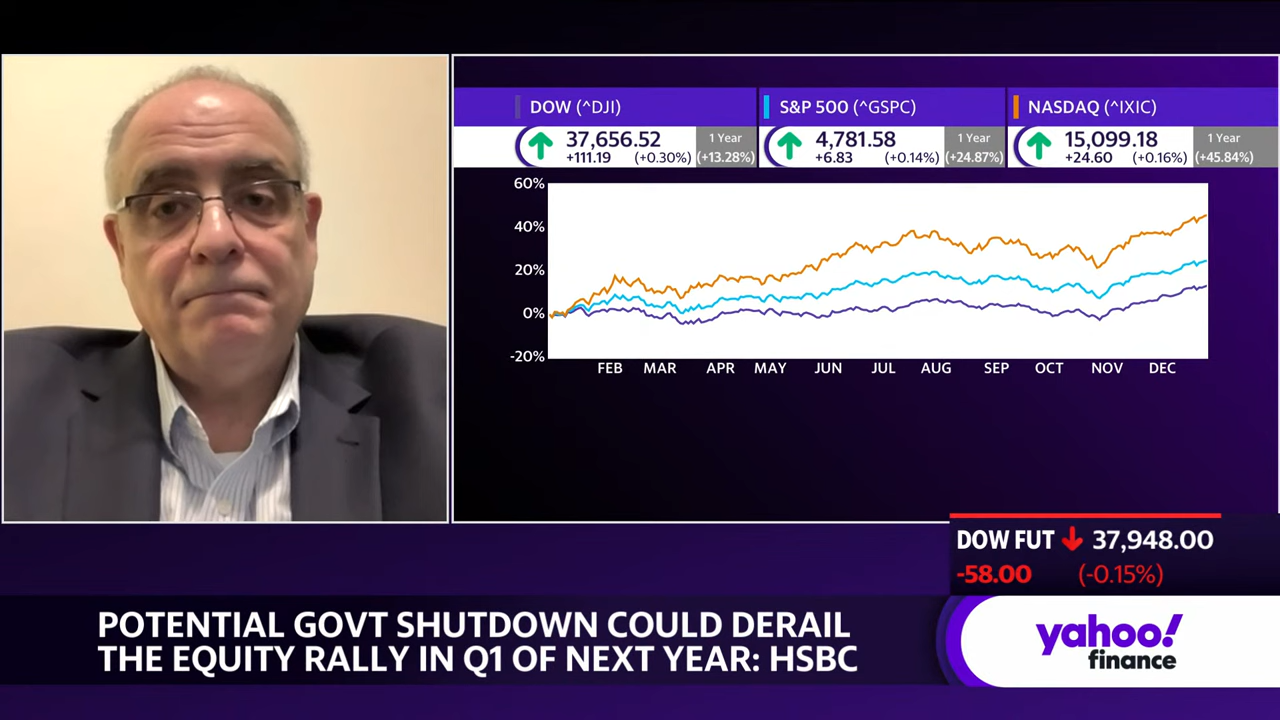 DOW (^DJI)
37,656.52
+111.19 (+0.30%)
1 Year
(+13.28%)
S&P 500 (^GSPC)
4,781.58
+6.83 (+0.14%)
1 Year
(+24.87%)
NASDAQ (^IXIC)
15,099.18
+24.60 (+0.16%)
1 Year
(+45.84%)
60%
40%
20%
0%
-20%
FEB MAR APR MAY JUN JUL AUG SEP OCT NOV DEC
DOW FUT 37,948.00
-58.00 (-0.15%)
POTENTIAL GOVT SHUTDOWN COULD DERAIL
THE EQUITY RALLY IN Q1 OF NEXT YEAR: HSBC
yahoo!
finance